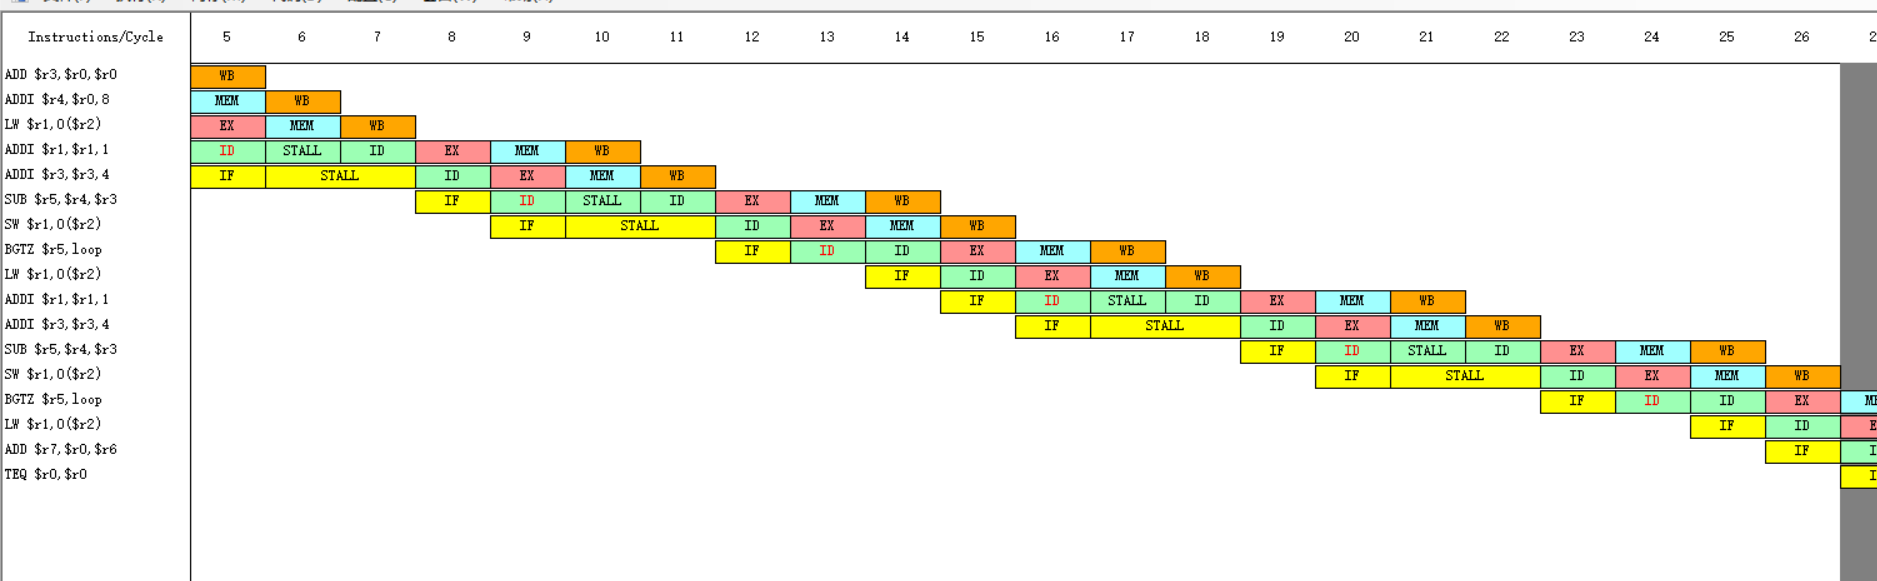 Instructions/Cycle 5 6 7 8 9 10 11 12 13 14 15 16 17 18 19 20 21 22 23 24 25 26
ADD $r3,$r0,$r0 WB
ADDI $r4,$r0,8 MEM WB
LW $r1,0($r2) EX MEM WB
ADDI $r1,$r1,1 ID STALL ID EX MEM WB
ADDI $r3,$r3,4 IF STALL ID EX MEM WB
SUB $r5,$r4,$r3 IF ID STALL ID EX MEM WB
SW $r1,0($r2) IF STALL ID EX MEM WB
BGTZ $r5,loop IF ID ID EX MEM WB
LW $r1,0($r2) IF ID EX MEM WB
ADDI $r1,$r1,1 IF ID STALL ID EX MEM WB
ADDI $r3,$r3,4 IF STALL ID EX MEM WB
SUB $r5,$r4,$r3 IF ID STALL ID EX MEM WB
SW $r1,0($r2) IF STALL ID EX MEM WB
BGTZ $r5,loop IF ID ID EX
LW $r1,0($r2) IF ID
ADD $r7,$r0,$r6 IF
TEQ $r0,$r0